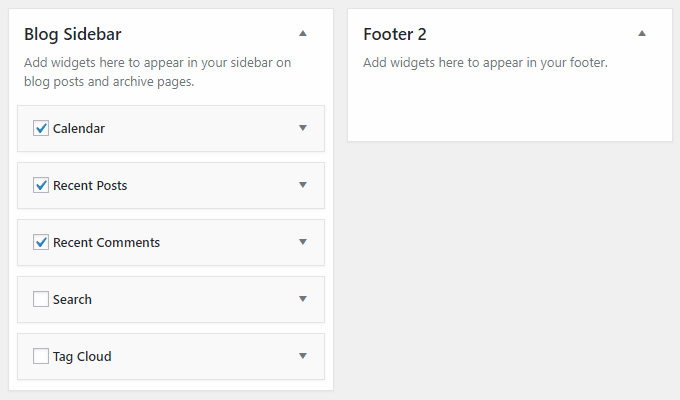 Blog Sidebar
Add widgets here to appear in your sidebar on
blog posts and archive pages.
Calendar
Recent Posts
Recent Comments
Search
Tag Cloud
Footer 2
Add widgets here to appear in your footer.